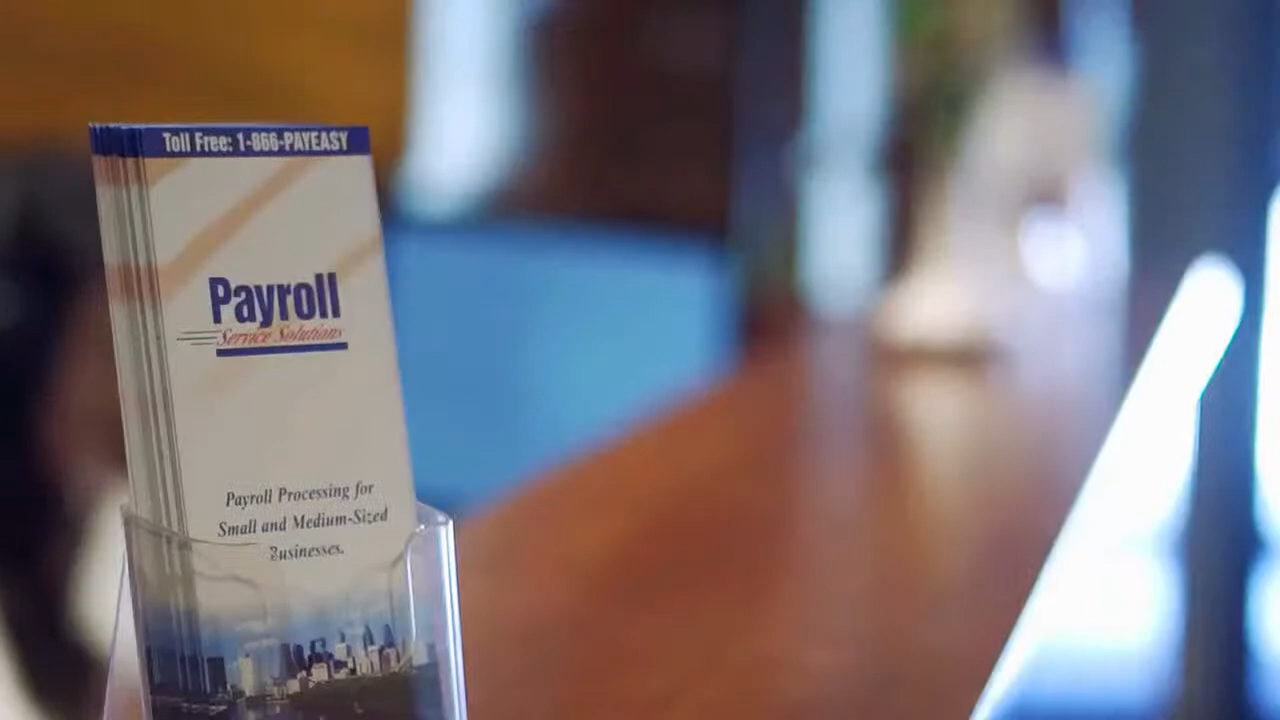 Toll Free: 1-866-PAYEASY
Payroll
Service Solutions
Payroll Processing for
Small and Medium-Sized
Businesses.